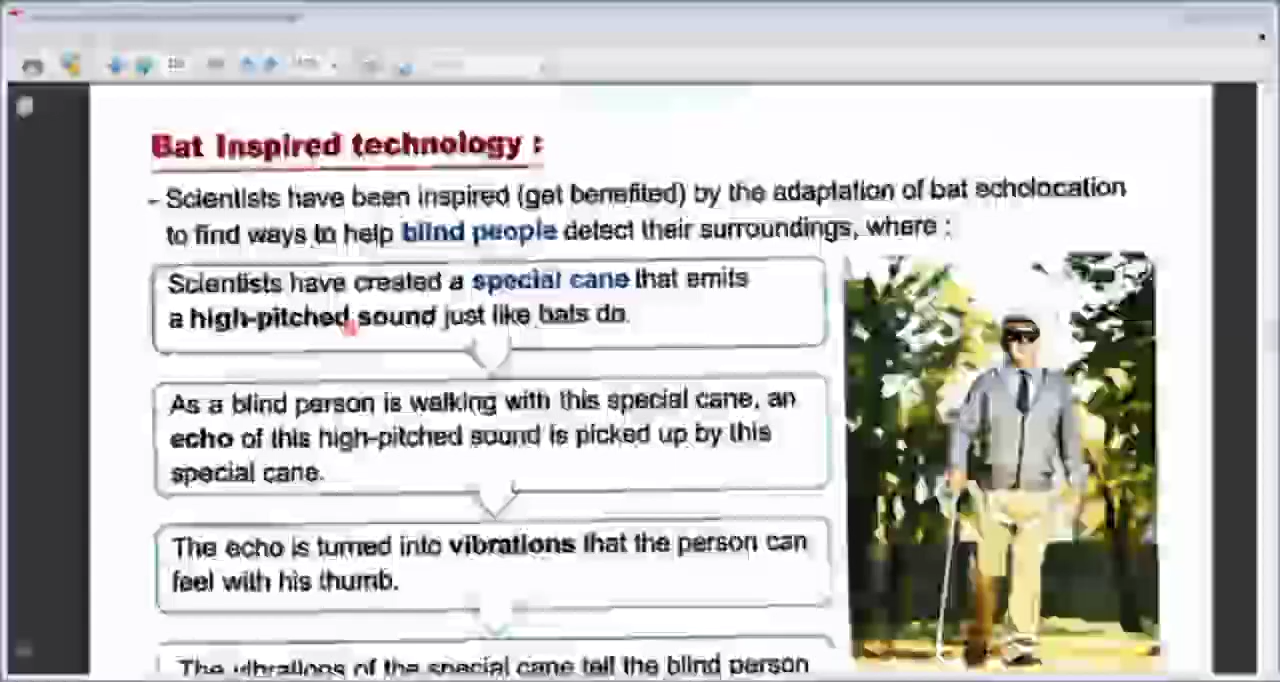 Bat Inspired technology :
- Scientists have been inspired (get benefited) by the adaptation of bat echolocation
to find ways to help blind people detect their surroundings, where :
Scientists have created a special cane that emits
a high-pitched sound just like bats do.
As a blind person is walking with this special cane, an
echo of this high-pitched sound is picked up by this
special cane.
The echo is turned into vibrations that the person can
feel with his thumb.
The vibrations of the special cane tell the blind person